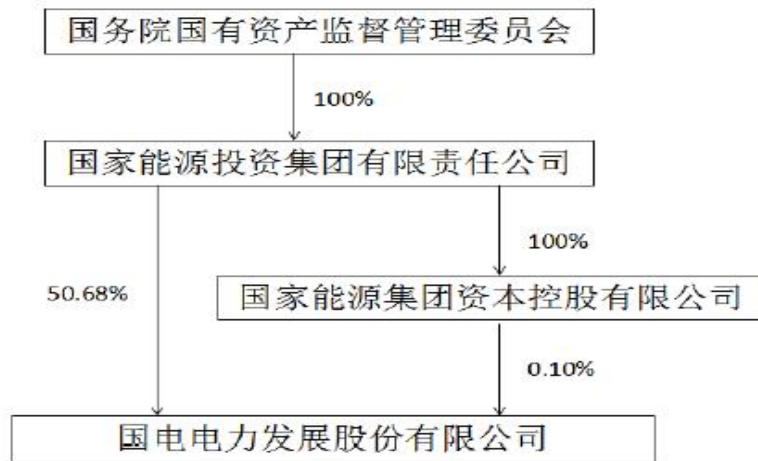 国务院国有资产监督管理委员会
100%
国家能源投资集团有限责任公司
100%
50.68%
国家能源集团资本控股有限公司
0.10%
国电电力发展股份有限公司